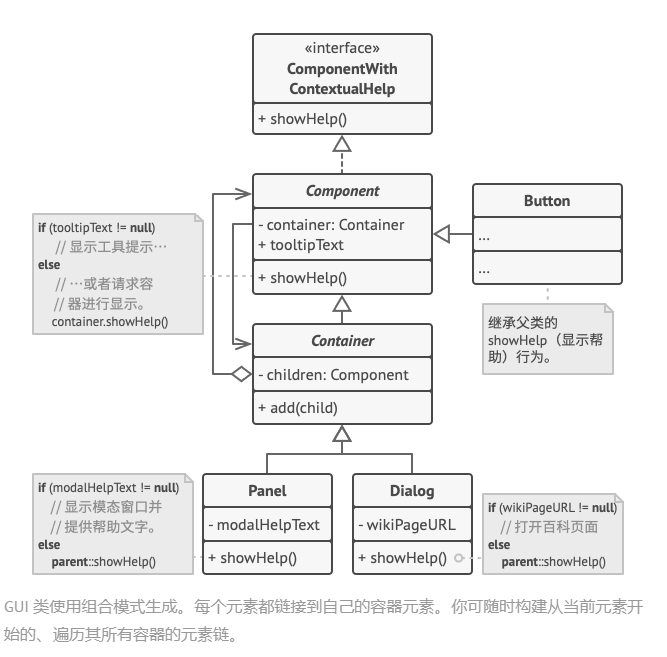 «interface»
ComponentWith
ContextualHelp
+ showHelp()
Component
- container: Container
+ tooltipText
+ showHelp()
Button
...
...
if (tooltipText != null)
// 显示工具提示…
else
// …或者请求容
// 器进行显示。
container.showHelp()
继承父类的
showHelp（显示帮
助）行为。
Container
- children: Component
+ add(child)
if (modalHelpText != null)
// 显示模态窗口并
// 提供帮助文字。
else
parent::showHelp()
Panel
- modalHelpText
+ showHelp()
Dialog
- wikiPageURL
+ showHelp()
if (wikiPageURL != null)
// 打开百科页面
else
parent::showHelp()
GUI 类使用组合模式生成。每个元素都链接到自己的容器元素。你可随时构建从当前元素开
始的、遍历其所有容器的元素链。